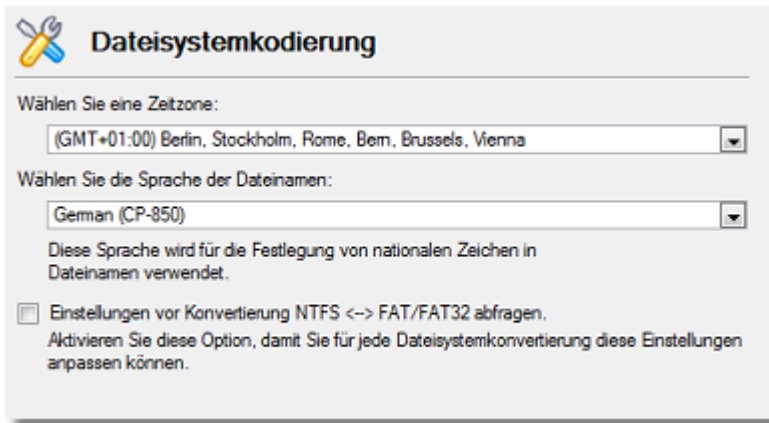 Dateisystemkodierung
Wählen Sie eine Zeitzone:
(GMT+01:00) Berlin, Stockholm, Rome, Bern, Brussels, Vienna
Wählen Sie die Sprache der Dateinamen:
German (CP-850)
Diese Sprache wird für die Festlegung von nationalen Zeichen in
Dateinamen verwendet.
Einstellungen vor Konvertierung NTFS <--> FAT/FAT32 abfragen.
Aktivieren Sie diese Option, damit Sie für jede Dateisystemkonvertierung diese Einstellungen
anpassen können.